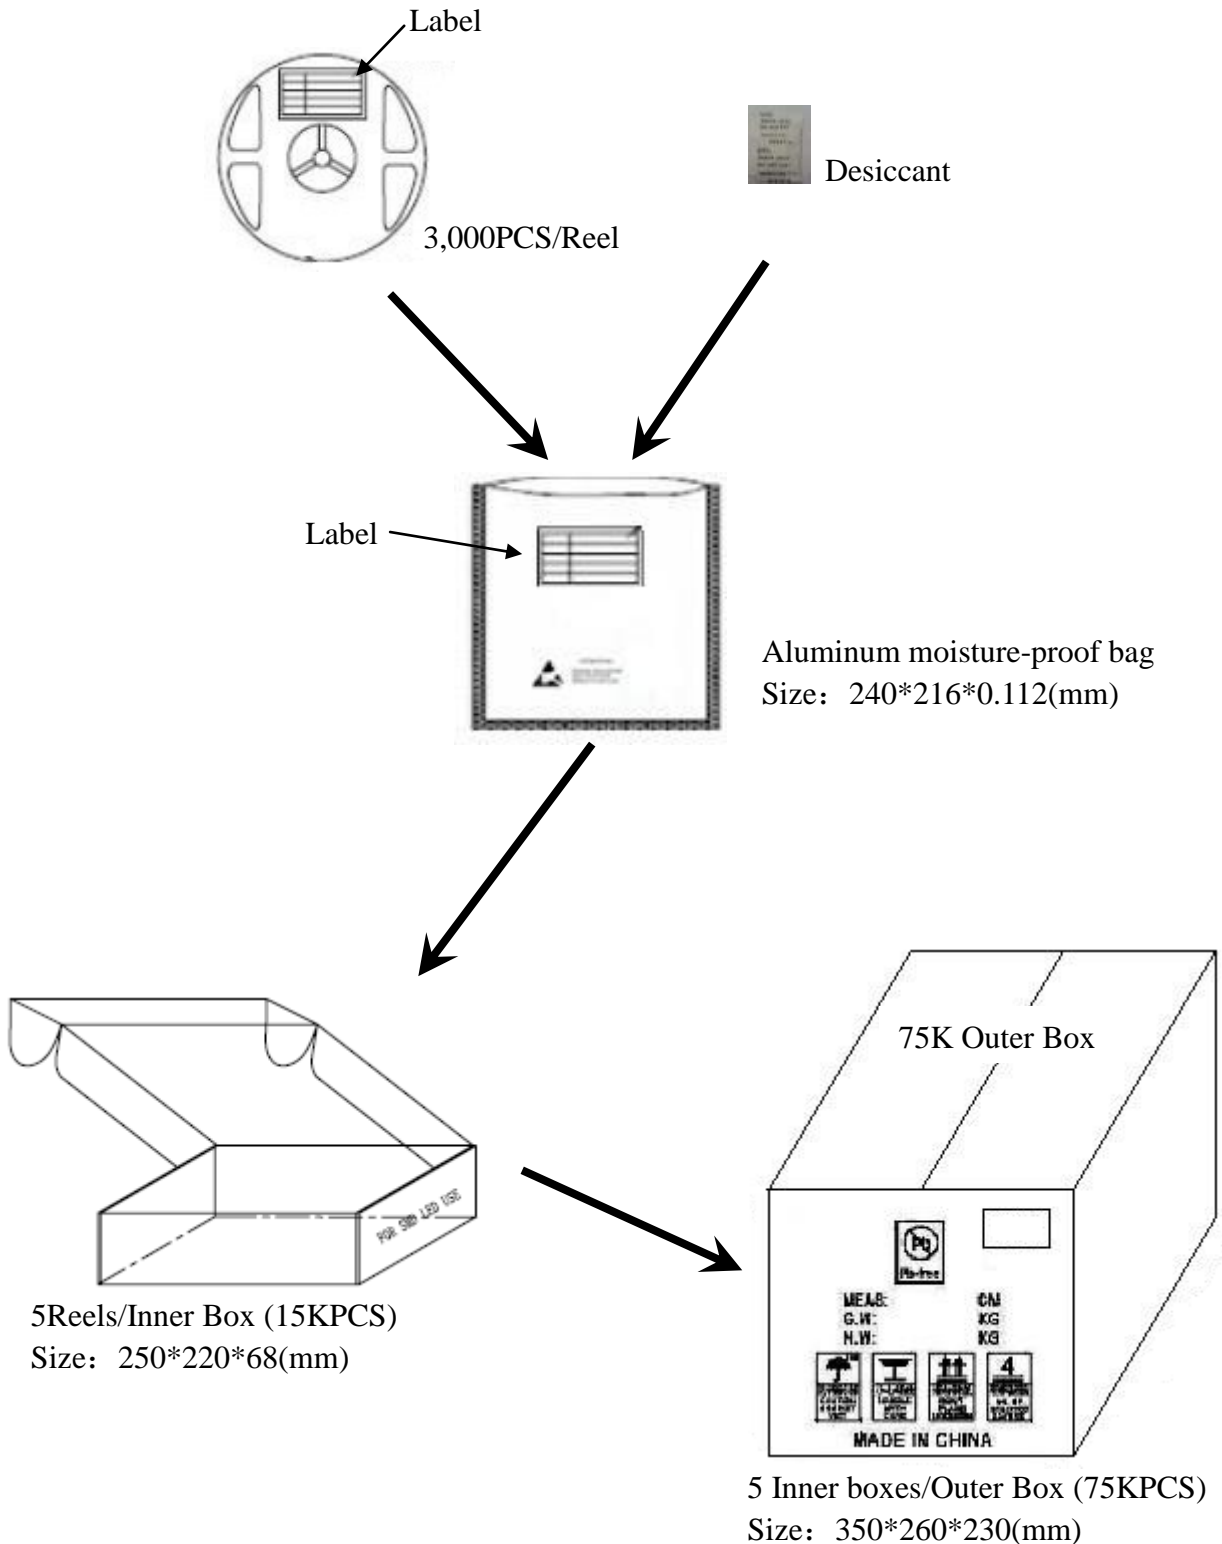 Label
3,000PCS/Reel
Desiccant
Label
Aluminum moisture-proof bag
Size：240*216*0.112(mm)
FOR SMD LED USE
5Reels/Inner Box (15KPCS)
Size：250*220*68(mm)
75K Outer Box
Pb
Pb-free
MEAS: CM
G.W: KG
N.W: KG
4
MADE IN CHINA
5 Inner boxes/Outer Box (75KPCS)
Size：350*260*230(mm)